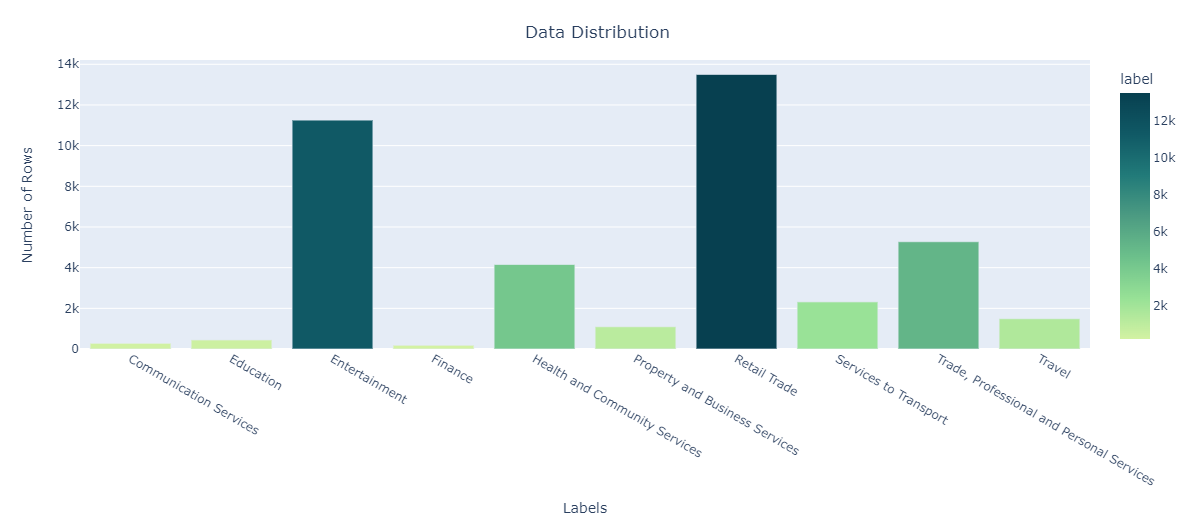 Data Distribution
14k
12k
10k
8k
6k
4k
2k
0
Number of Rows
Communication Services
Education
Entertainment
Finance
Health and Community Services
Property and Business Services
Retail Trade
Services to Transport
Trade, Professional and Personal Services
Travel
Labels
label
12k
10k
8k
6k
4k
2k